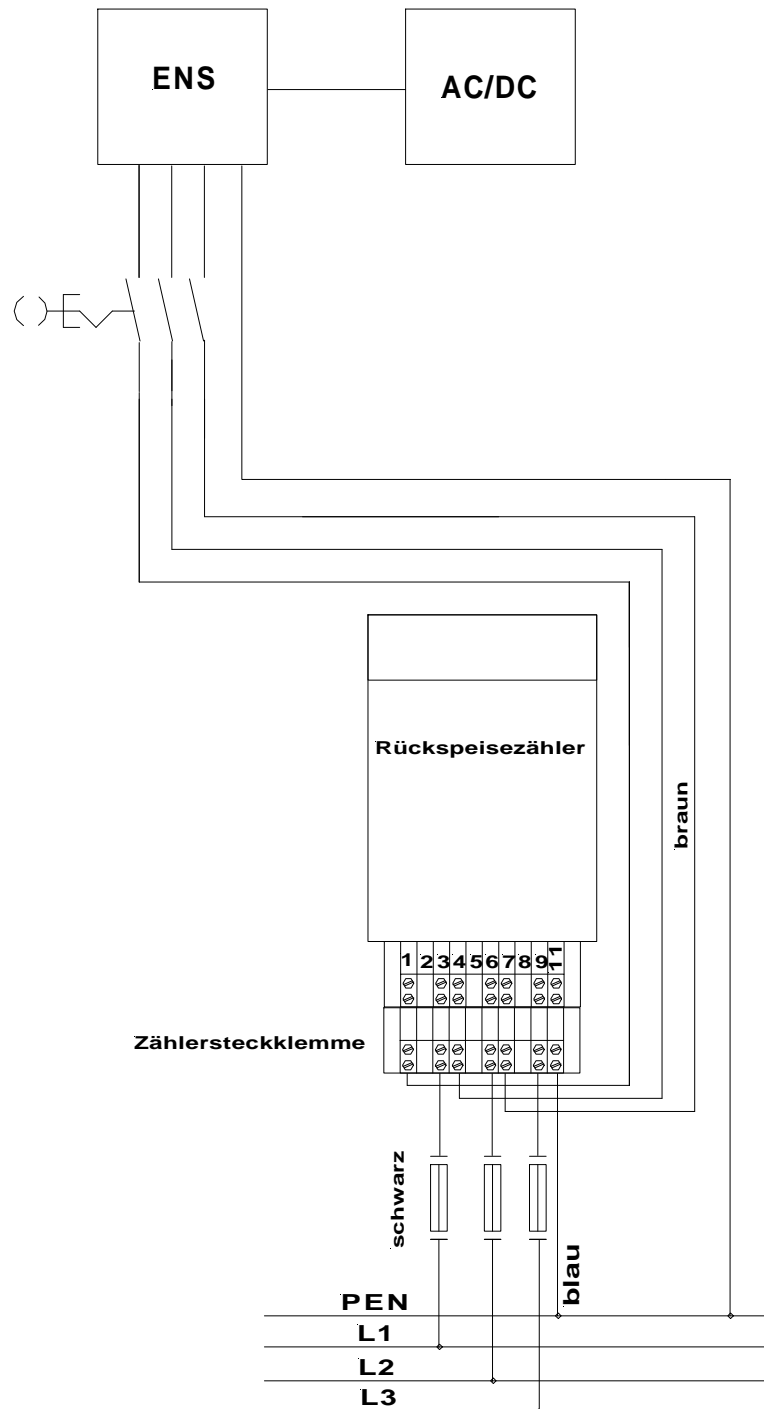 ENS
AC/DC
Rückspeisezähler
braun
1 2 3 4 5 6 7 8 9 11
Zählersteckklemme
schwarz
blau
PEN
L1
L2
L3